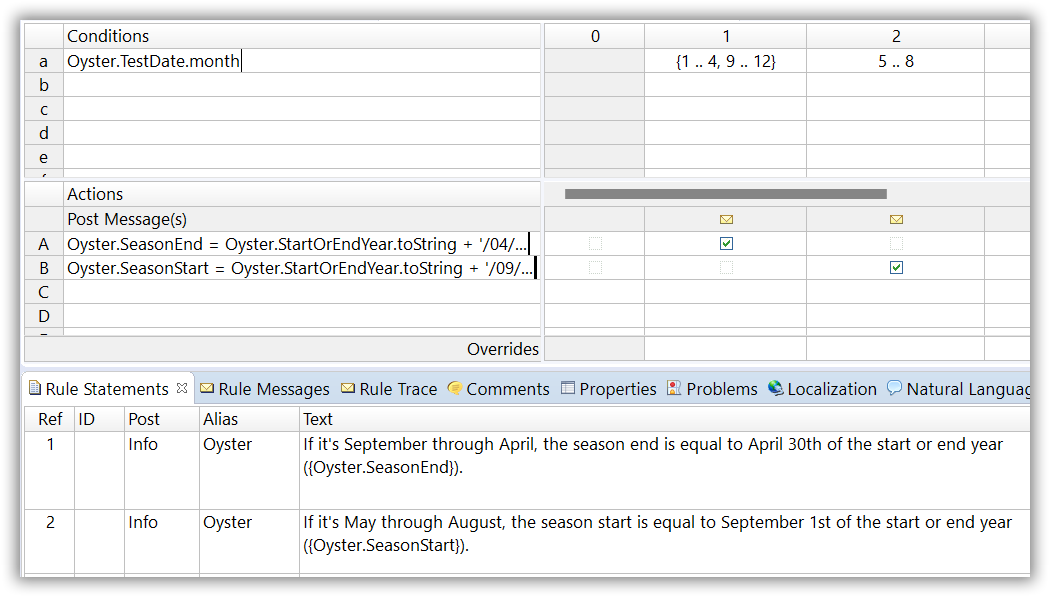 Conditions 0 1 2
a Oyster.TestDate.month {1 .. 4, 9 .. 12} 5 .. 8
b
c
d
e
Actions
Post Message(s)
A Oyster.SeasonEnd = Oyster.StartOrEndYear.toString + '/04/...
B Oyster.SeasonStart = Oyster.StartOrEndYear.toString + '/09/...
C
D
Overrides
Rule Statements Rule Messages Rule Trace Comments Properties Problems Localization Natural Languag
Ref ID Post Alias Text
1 Info Oyster If it's September through April, the season end is equal to April 30th of the start or end year
({Oyster.SeasonEnd}).
2 Info Oyster If it's May through August, the season start is equal to September 1st of the start or end year
({Oyster.SeasonStart}).